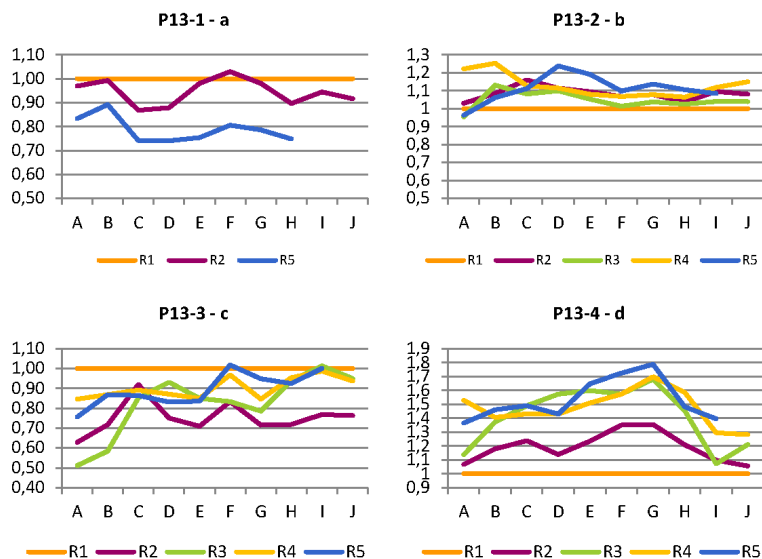 P13-1 - a
1,10
1,00
0,90
0,80
0,70
0,60
0,50
A B C D E F G H I J
R1 R2 R5
P13-2 - b
1,3
1,2
1,1
1
0,9
0,8
0,7
0,6
0,5
A B C D E F G H I J
R1 R2 R3 R4 R5
P13-3 - c
1,10
1,00
0,90
0,80
0,70
0,60
0,50
0,40
A B C D E F G H I J
R1 R2 R3 R4 R5
P13-4 - d
1,9
1,8
1,7
1,6
1,5
1,4
1,3
1,2
1,1
1
0,9
A B C D E F G H I J
R1 R2 R3 R4 R5